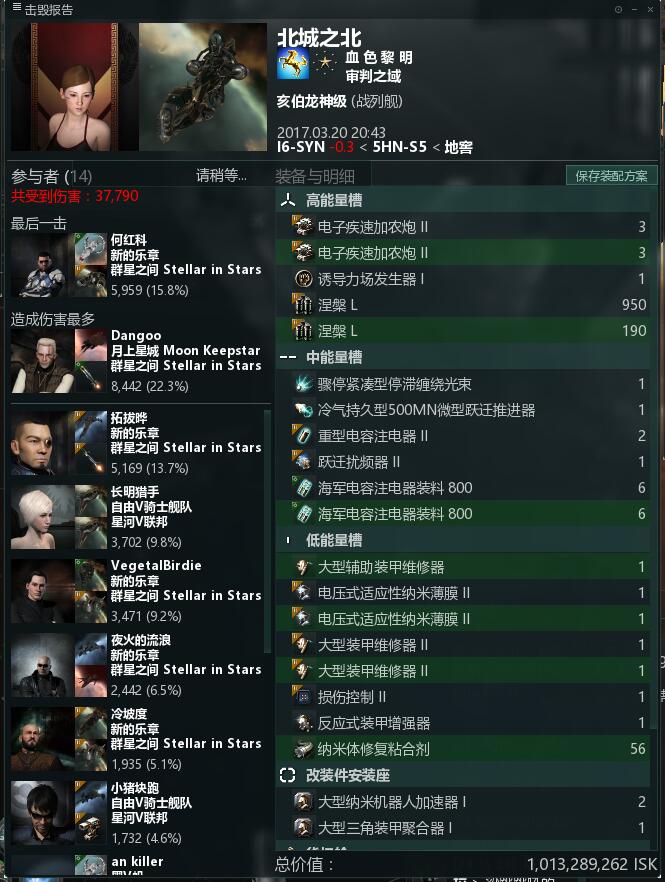 击毁报告
北城之北
血色黎明
审判之域
亥伯龙神级 (战列舰)
2017.03.20 20:43
I6-SYN -0.3 < 5HN-S5 < 地窖
参与者 (14)
请稍等...
共受到伤害：37,790
最后一击
何红科
新的乐章
群星之间 Stellar in Stars
5,959 (15.8%)
造成伤害最多
Dangoo
月上星城 Moon Keepstar
群星之间 Stellar in Stars
8,442 (22.3%)
拓拔晔
新的乐章
群星之间 Stellar in Stars
5,169 (13.7%)
长明猎手
自由V骑士舰队
星河V联邦
3,702 (9.8%)
VegetalBirdie
新的乐章
群星之间 Stellar in Stars
3,471 (9.2%)
夜火的流浪
新的乐章
群星之间 Stellar in Stars
2,442 (6.5%)
冷坡度
新的乐章
群星之间 Stellar in Stars
1,935 (5.1%)
小猪快跑
自由V骑士舰队
星河V联邦
1,732 (4.6%)
an killer
装备与明细
保存装配方案
高能量槽
电子疾速加农炮 II 3
电子疾速加农炮 II 3
诱导力场发生器 I 1
涅槃 L 950
涅槃 L 190
中能量槽
骤停紧凑型停滞缠绕光束 1
冷气持久型500MN微型跃迁推进器 1
重型电容注电器 II 2
跃迁扰频器 II 1
海军电容注电器装料 800 6
海军电容注电器装料 800 6
低能量槽
大型辅助装甲维修器 1
电压式适应性纳米薄膜 II 1
电压式适应性纳米薄膜 II 1
大型装甲维修器 II 1
大型装甲维修器 II 1
损伤控制 II 1
反应式装甲增强器 1
纳米体修复粘合剂 56
改装件安装座
大型纳米机器人加速器 I 2
大型三角装甲聚合器 I 1
总价值： 1,013,289,262 ISK